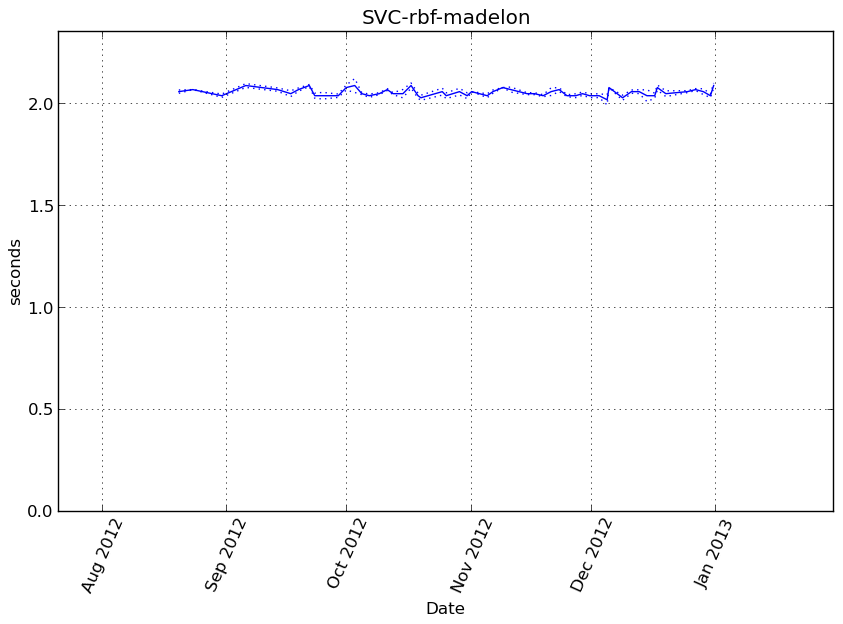 SVC-rbf-madelon
2.0
1.5
1.0
0.5
0.0
seconds
Aug 2012
Sep 2012
Oct 2012
Nov 2012
Dec 2012
Jan 2013
Date